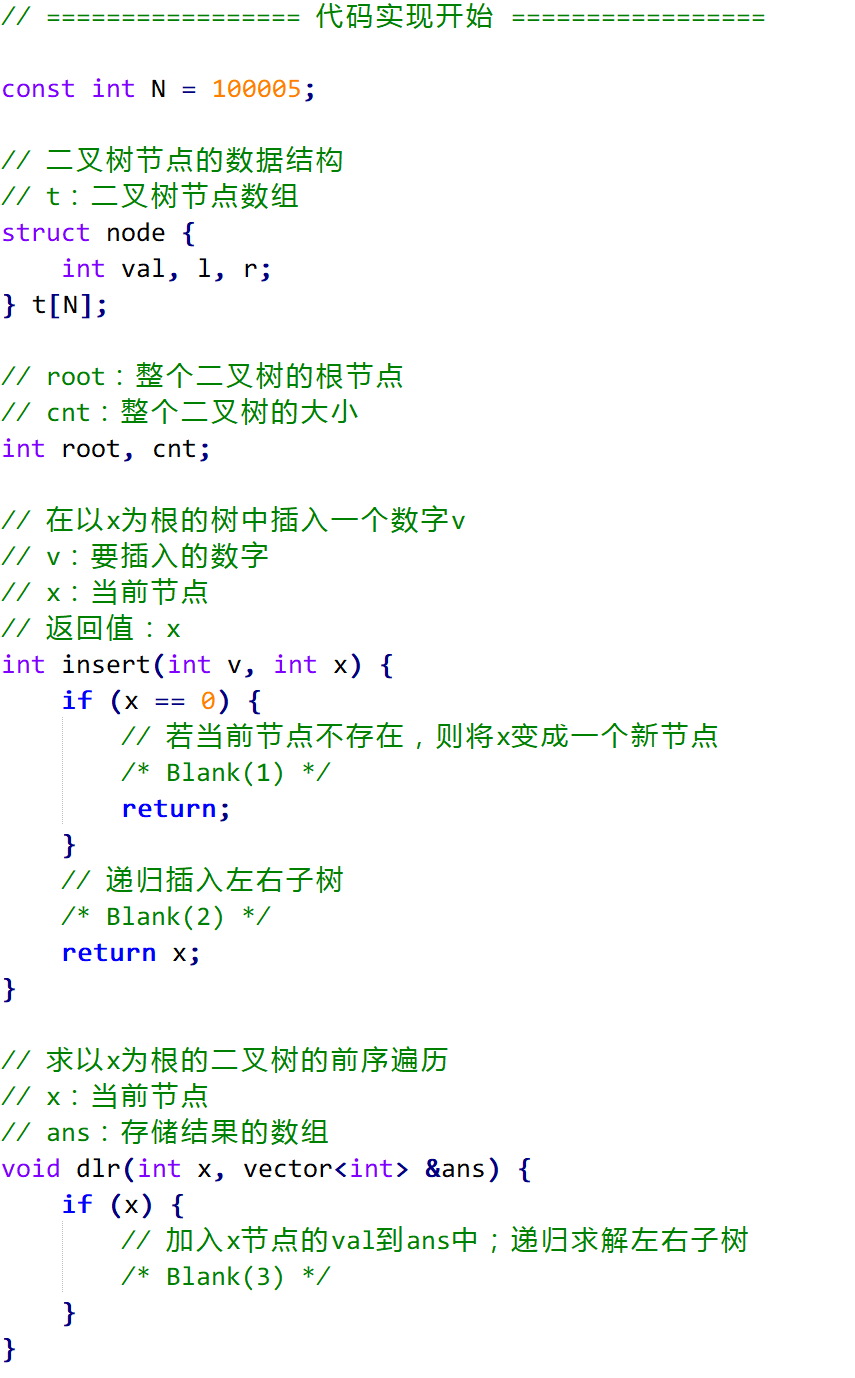 // ================= 代码实现开始 =================
const int N = 100005;
// 二叉树节点的数据结构
// t：二叉树节点数组
struct node {
    int val, l, r;
} t[N];
// root：整个二叉树的根节点
// cnt：整个二叉树的大小
int root, cnt;
// 在以x为根的树中插入一个数字v
// v：要插入的数字
// x：当前节点
// 返回值：x
int insert(int v, int x) {
    if (x == 0) {
        // 若当前节点不存在，则将x变成一个新节点
        /* Blank(1) */
        return;
    }
    // 递归插入左右子树
    /* Blank(2) */
    return x;
}
// 求以x为根的二叉树的前序遍历
// x：当前节点
// ans：存储结果的数组
void dlr(int x, vector<int> &ans) {
    if (x) {
        // 加入x节点的val到ans中；递归求解左右子树
        /* Blank(3) */
    }
}